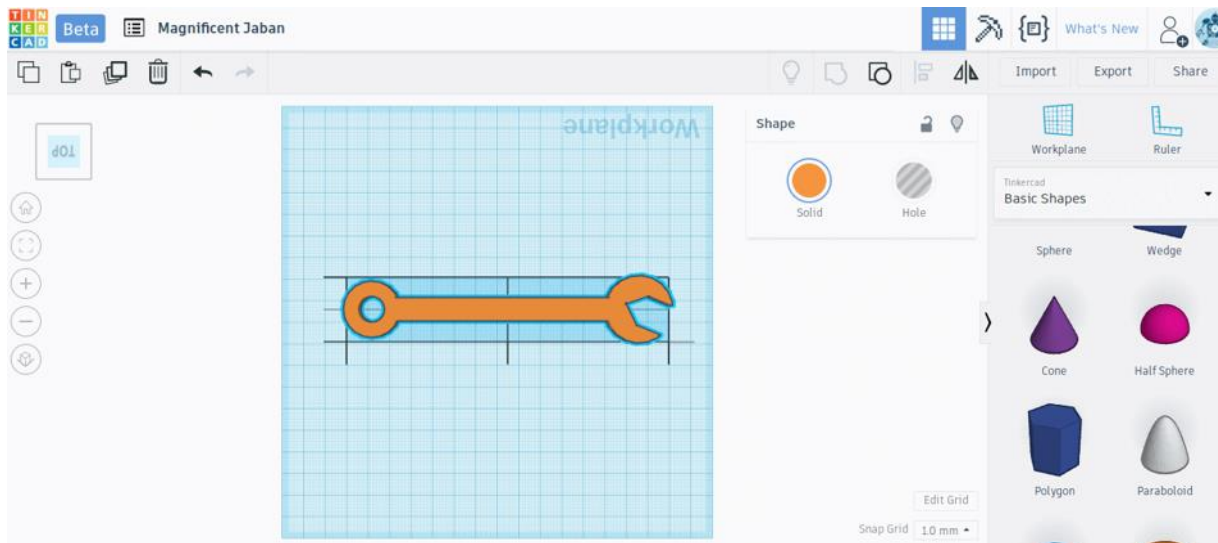 TIN
KER
CAD
Beta
Magnificent Jaban
What's New
Import Export Share
TOP
Workplane
Shape
Solid Hole
Workplane Ruler
Tinkercad
Basic Shapes
Sphere Wedge
Cone Half Sphere
Polygon Paraboloid
Edit Grid
Snap Grid 1.0 mm